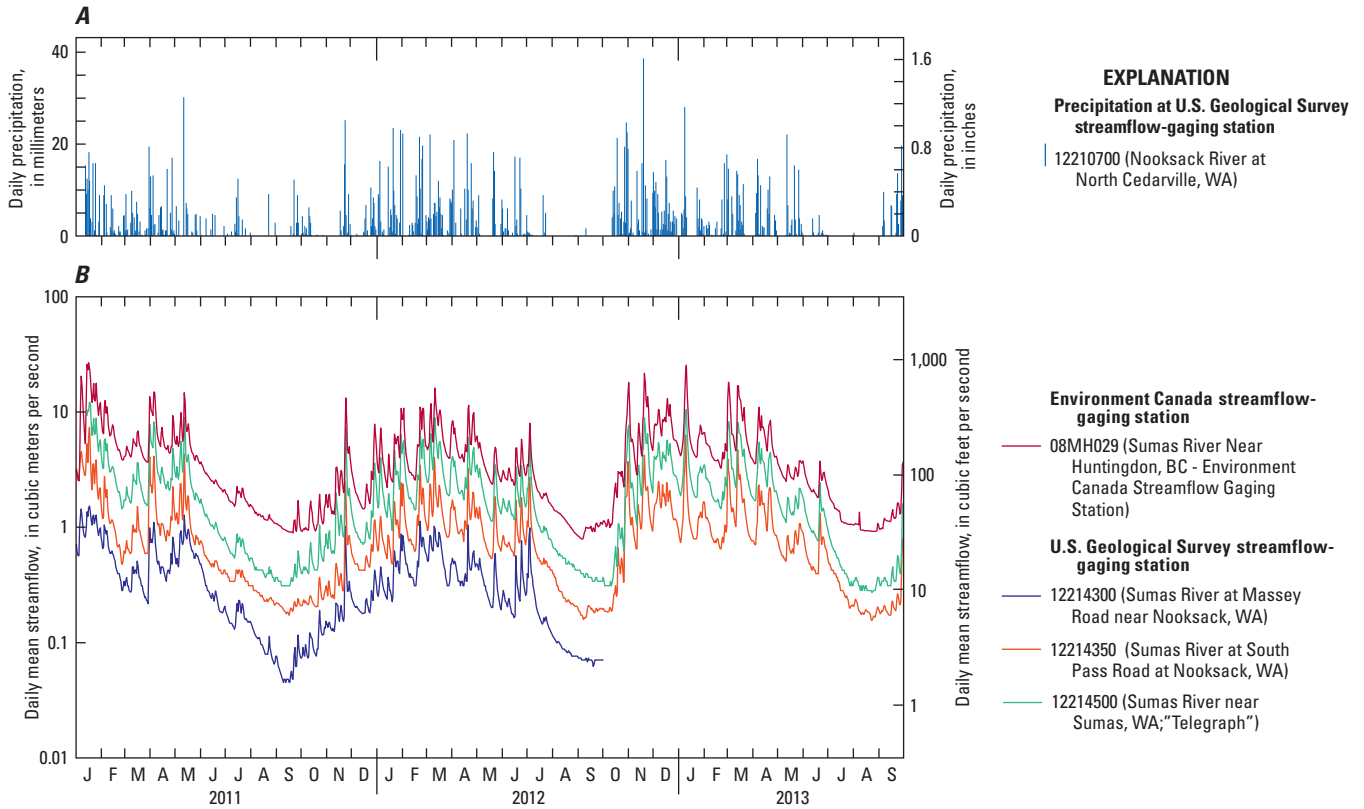 A
Daily precipitation,
in millimeters
40
20
0
Daily precipitation,
in inches
1.6
0.8
0
EXPLANATION
Precipitation at U.S. Geological Survey
streamflow-gaging station
12210700 (Nooksack River at
North Cedarville, WA)
B
Daily mean streamflow, in cubic meters per second
100
10
1
0.1
0.01
Daily mean streamflow, in cubic feet per second
1,000
100
10
1
J F M A M J J A S O N D J F M A M J J A S O N D J F M A M J J A S
2011 2012 2013
Environment Canada streamflow-
gaging station
08MH029 (Sumas River Near
Huntingdon, BC - Environment
Canada Streamflow Gaging
Station)
U.S. Geological Survey streamflow-
gaging station
12214300 (Sumas River at Massey
Road near Nooksack, WA)
12214350 (Sumas River at South
Pass Road at Nooksack, WA)
12214500 (Sumas River near
Sumas, WA;”Telegraph”)